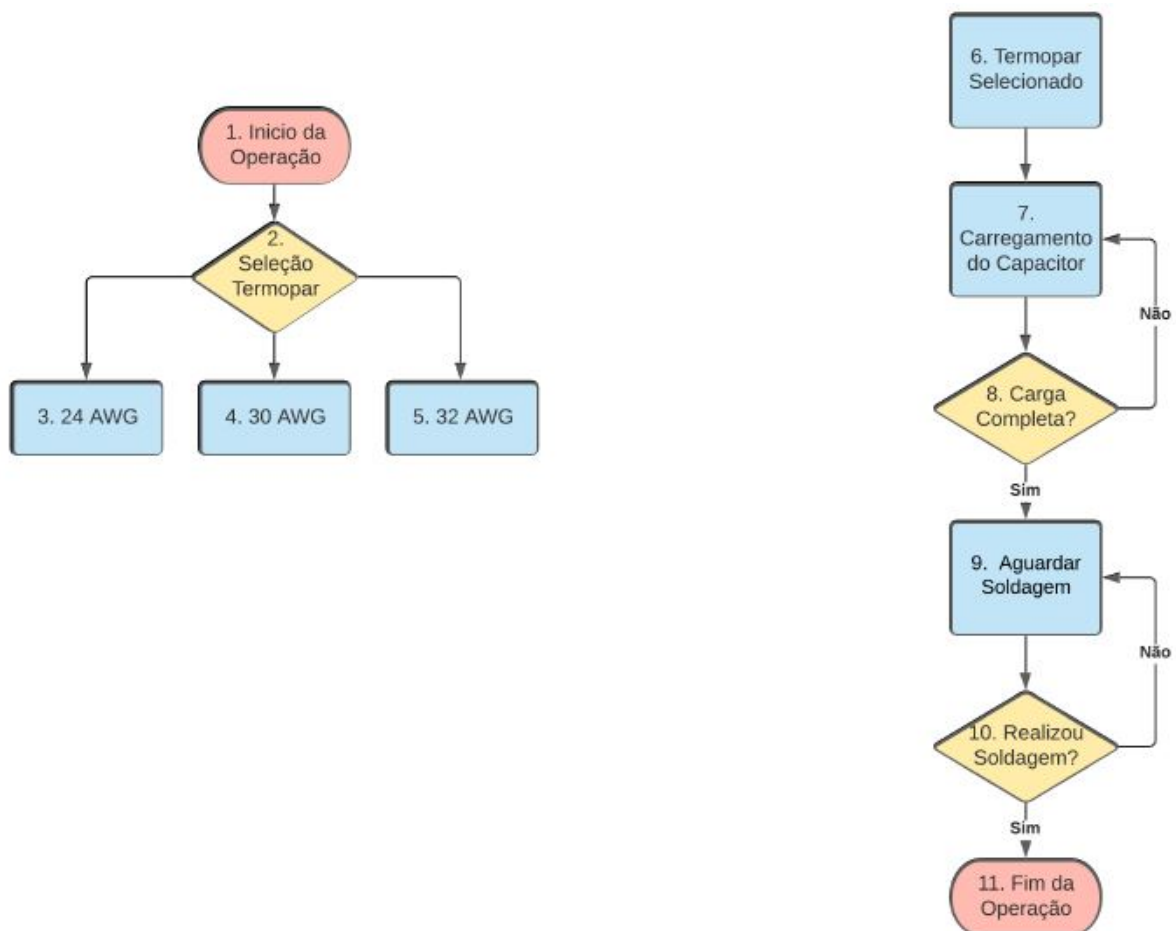 1. Inicio da
Operação
2.
Seleção
Termopar
3. 24 AWG
4. 30 AWG
5. 32 AWG
6. Termopar
Selecionado
7.
Carregamento
do Capacitor
Não
8. Carga
Completa?
Sim
9. Aguardar
Soldagem
Não
10. Realizou
Soldagem?
Sim
11. Fim da
Operação